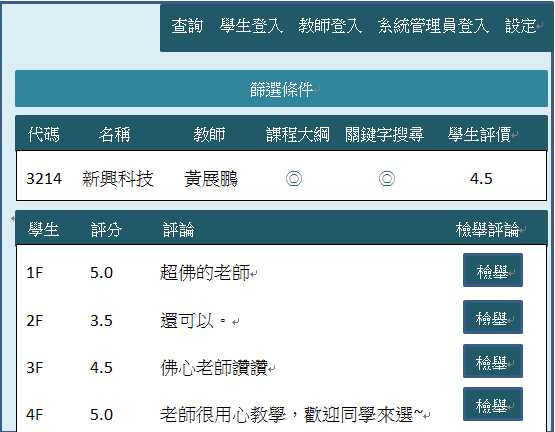 查詢 學生登入 教師登入 系統管理員登入 設定
篩選條件
代碼 名稱 教師 課程大綱 關鍵字搜尋 學生評價
3214 新興科技 黃展鵬 ◎ ◎ 4.5
學生 評分 評論 檢舉評論
1F 5.0 超佛的老師 檢舉
2F 3.5 還可以。 檢舉
3F 4.5 佛心老師讚讚 檢舉
4F 5.0 老師很用心教學，歡迎同學來選~ 檢舉